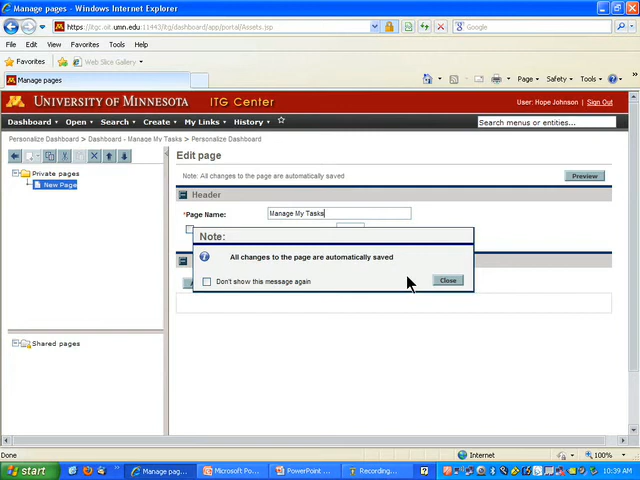 Manage pages - Windows Internet Explorer
https://itgc.oit.umn.edu:11443/itg/dashboard/app/portal/Assets.jsp
Google
File Edit View Favorites Tools Help
Favorites Web Slice Gallery
Manage pages
Page Safety Tools
UNIVERSITY OF MINNESOTA ITG CENTER
User: Hope Johnson Sign Out
Dashboard Open Search Create My Links History
Search menus or entities...
Personalize Dashboard > Dashboard - Manage My Tasks > Personalize Dashboard
Private pages
New Page
Shared pages
Edit page
Note: All changes to the page are automatically saved
Preview
Header
*Page Name: Manage My Tasks
Note:
All changes to the page are automatically saved
Don't show this message again
Close
Done
Internet
100%
start
Manage pag...
Microsoft Po...
PowerPoint ...
Recording...
10:39 AM